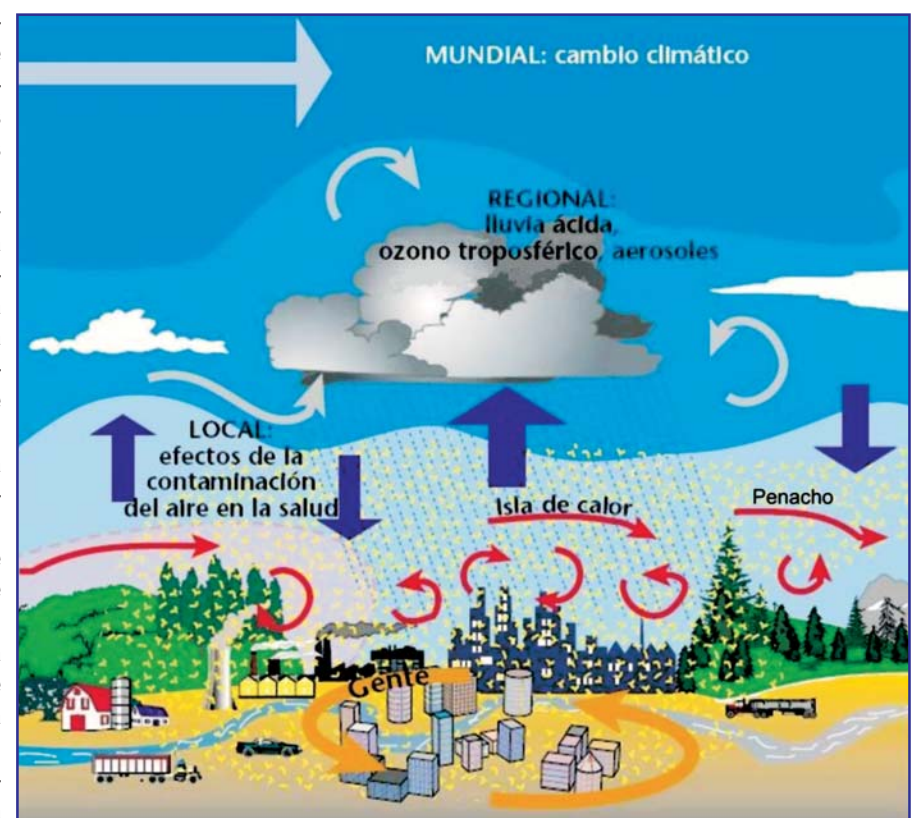 MUNDIAL: cambio climático
REGIONAL:
lluvia ácida,
ozono troposférico, aerosoles
LOCAL:
efectos de la
contaminación
del aire en la salud
Isla de calor
Penacho
Gente